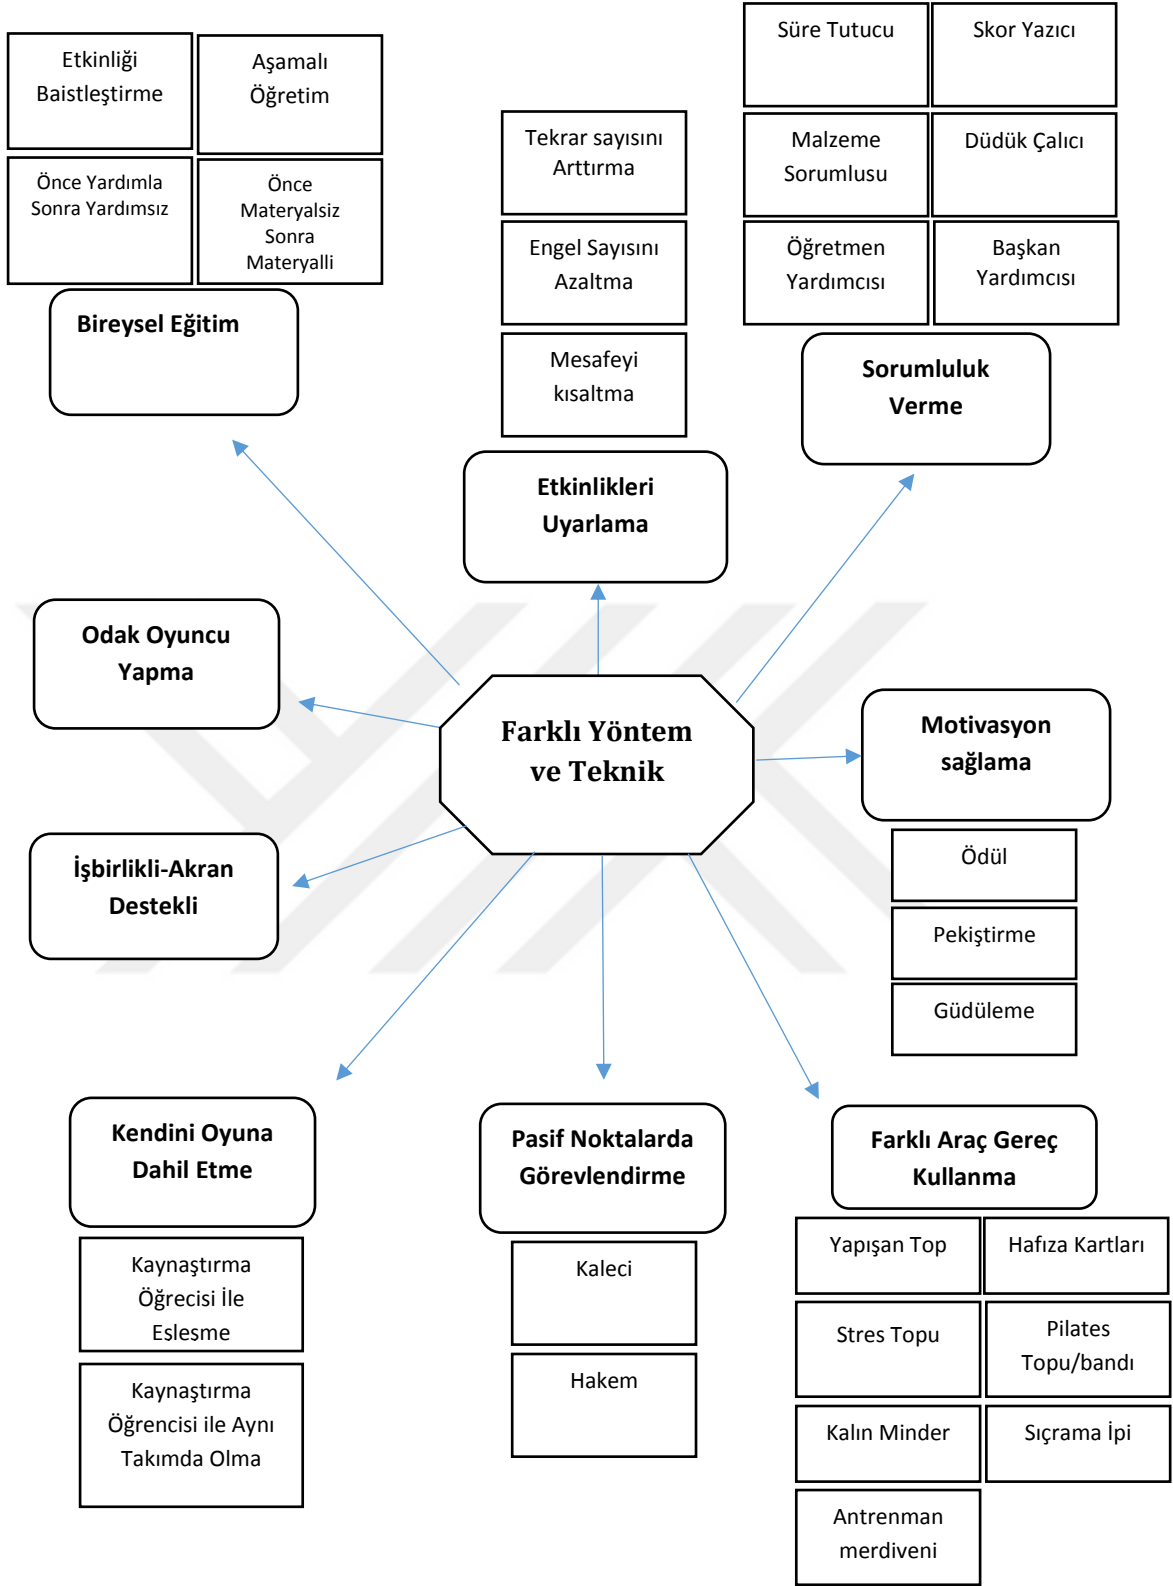 Etkinliği
Baistleştirme
Aşamalı
Öğretim
Önce Yardımla
Sonra Yardımsız
Önce
Materyalsiz
Sonra
Materyalli
Bireysel Eğitim
Tekrar sayısını
Arttırma
Engel Sayısını
Azaltma
Mesafeyi
kısaltma
Etkinlikleri
Uyarlama
Süre Tutucu
Skor Yazıcı
Malzeme
Sorumlusu
Düdük Çalıcı
Öğretmen
Yardımcısı
Başkan
Yardımcısı
Sorumluluk
Verme
Odak Oyuncu
Yapma
Farklı Yöntem
ve Teknik
Motivasyon
sağlama
Ödül
Pekiştirme
Güdüleme
İşbirlikli-Akran
Destekli
Kendini Oyuna
Dahil Etme
Kaynaştırma
Öğrecisi İle
Eşleşme
Kaynaştırma
Öğrencisi ile Aynı
Takımda Olma
Pasif Noktalarda
Görevlendirme
Kaleci
Hakem
Farklı Araç Gereç
Kullanma
Yapışan Top
Hafıza Kartları
Stres Topu
Pilates
Topu/bandı
Kalın Minder
Sıçrama İpi
Antrenman
merdiveni